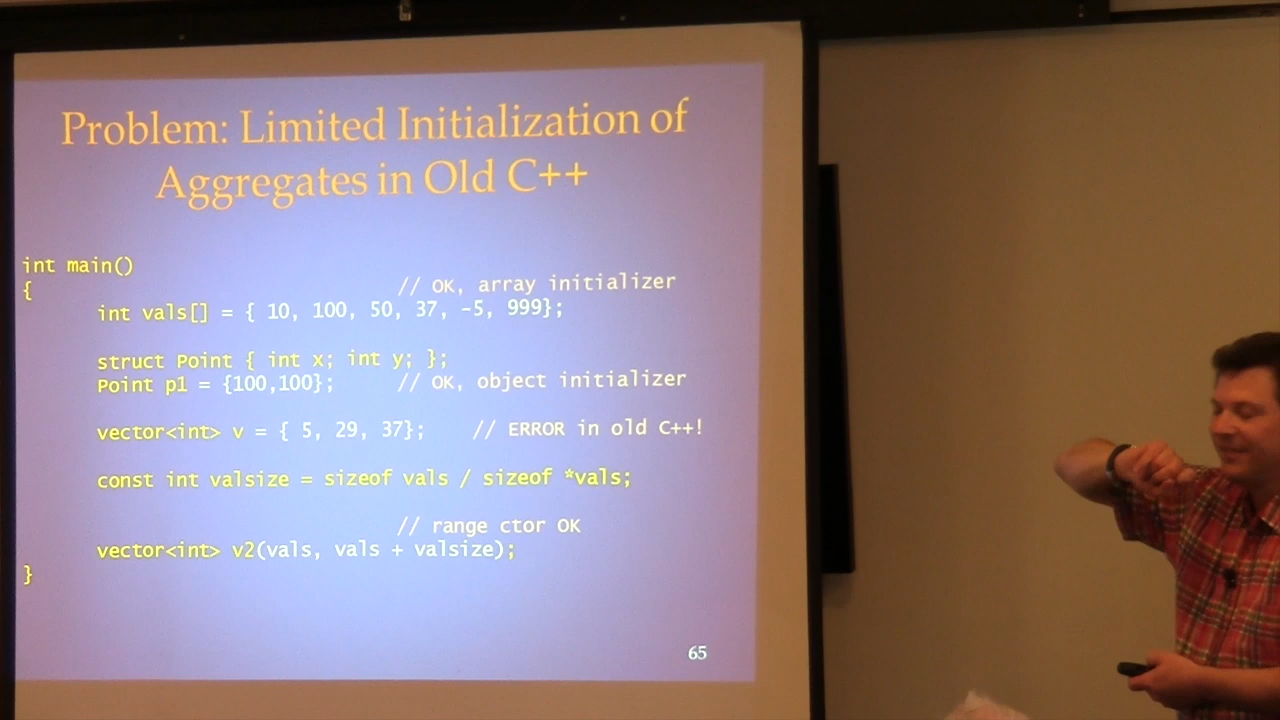 Problem: Limited Initialization of
Aggregates in Old C++
int main()
{ // OK, array initializer
int vals[] = { 10, 100, 50, 37, -5, 999};
struct Point { int x; int y; };
Point p1 = {100,100}; // OK, object initializer
vector<int> v = { 5, 29, 37}; // ERROR in old C++!
const int valsize = sizeof vals / sizeof *vals;
// range ctor OK
vector<int> v2(vals, vals + valsize);
}
65